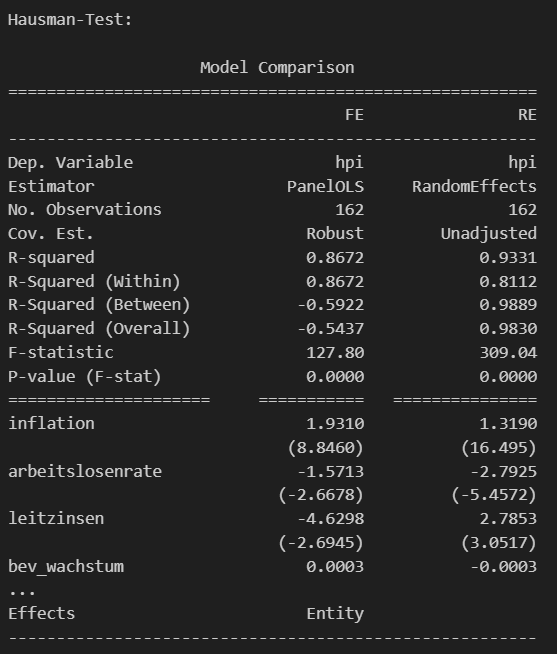 Hausman-Test:
Model Comparison
=======================================================
FE RE
-------------------------------------------------------
Dep. Variable hpi hpi
Estimator PanelOLS RandomEffects
No. Observations 162 162
Cov. Est. Robust Unadjusted
R-squared 0.8672 0.9331
R-Squared (Within) 0.8672 0.8112
R-Squared (Between) -0.5922 0.9889
R-Squared (Overall) -0.5437 0.9830
F-statistic 127.80 309.04
P-value (F-stat) 0.0000 0.0000
===================== =========== ===============
inflation 1.9310 1.3190
(8.8460) (16.495)
arbeitslosenrate -1.5713 -2.7925
(-2.6678) (-5.4572)
leitzinsen -4.6298 2.7853
(-2.6945) (3.0517)
bev_wachstum 0.0003 -0.0003
...
Effects Entity
-------------------------------------------------------